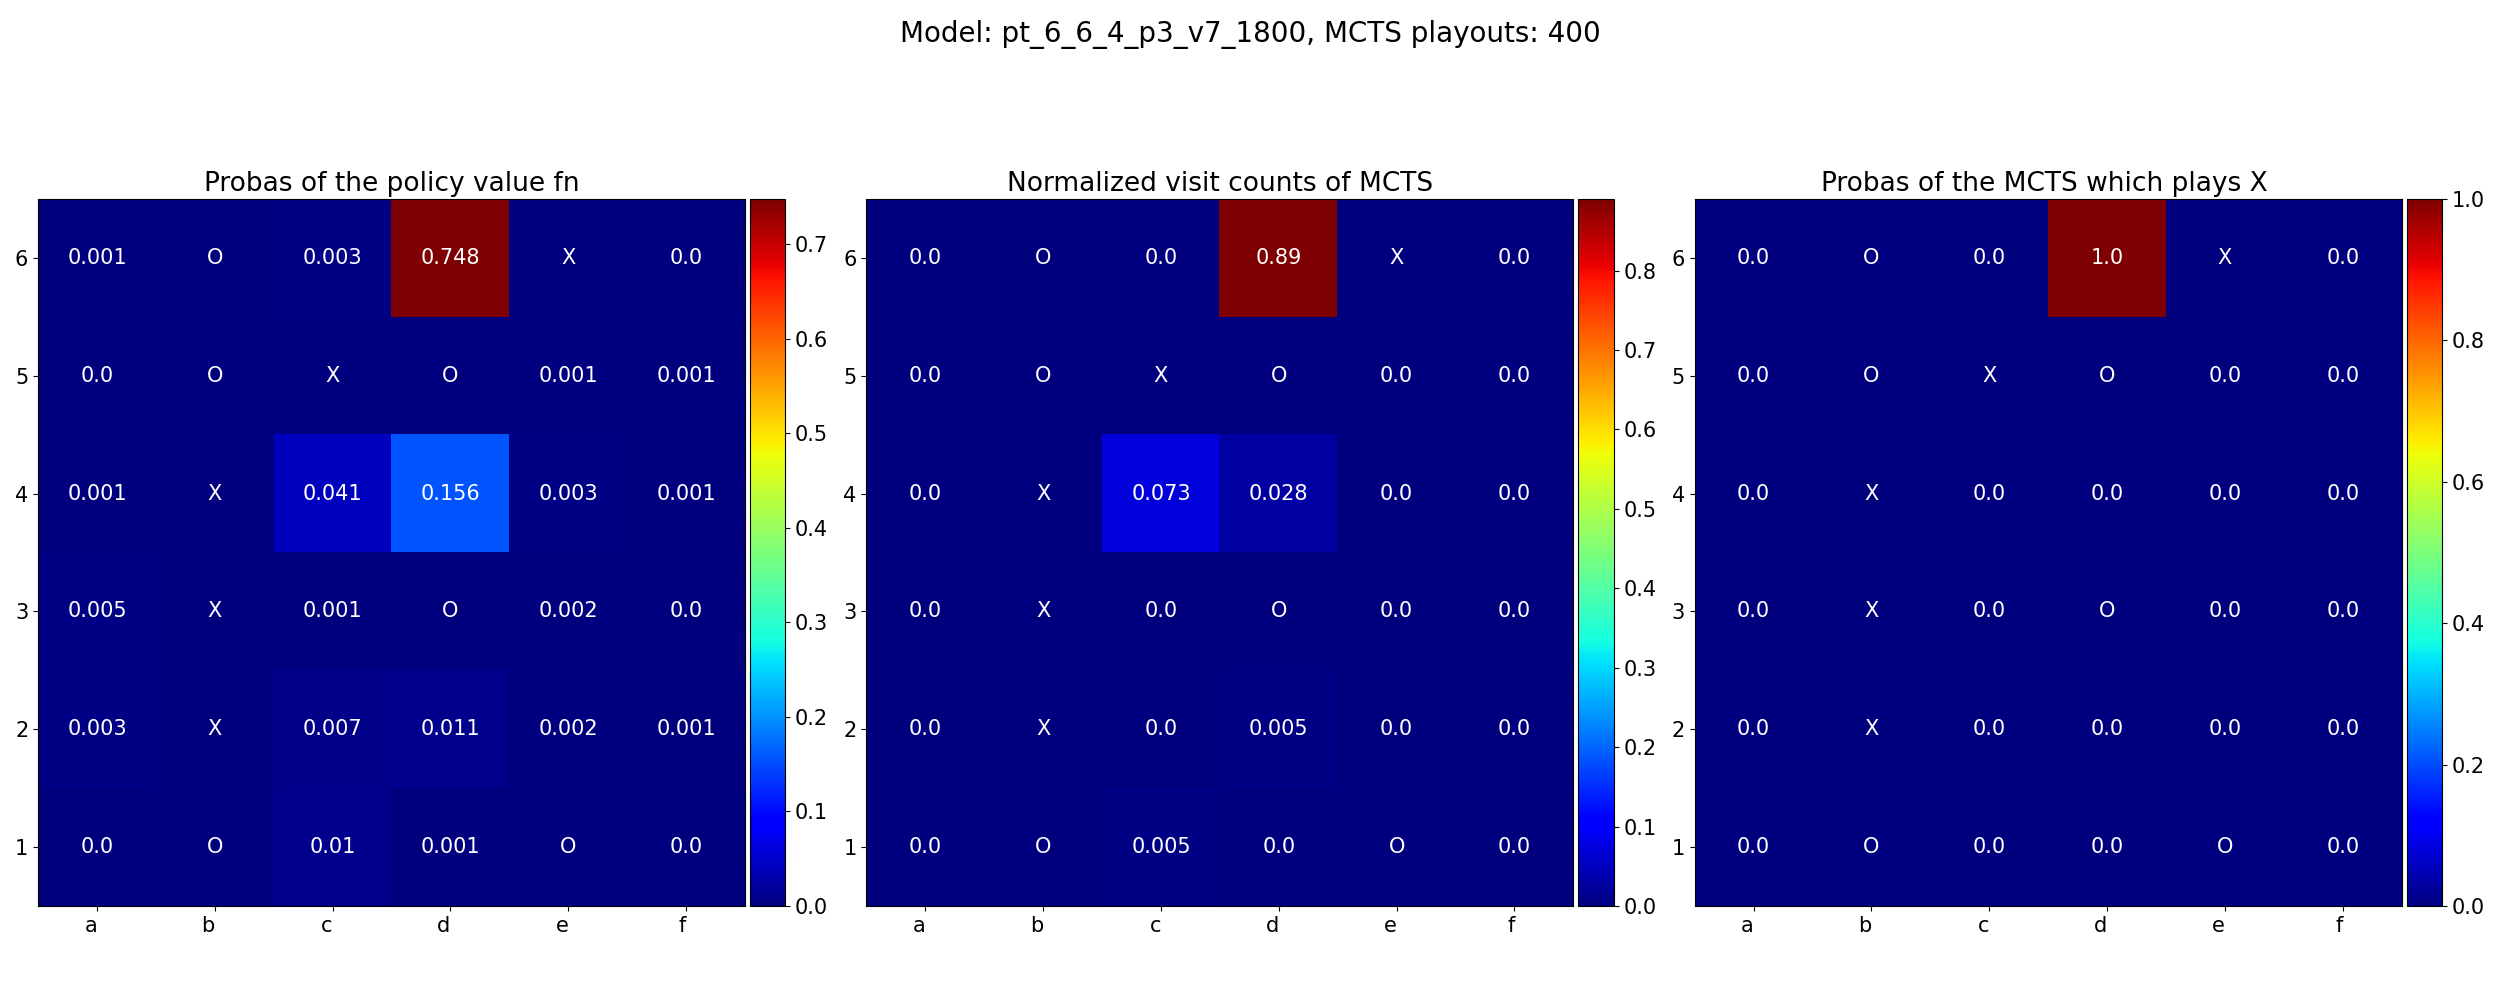 Model: pt_6_6_4_p3_v7_1800, MCTS playouts: 400
Probas of the policy value fn
6 0.001 O 0.003 0.748 X 0.0
5 0.0 O X O 0.001 0.001
4 0.001 X 0.041 0.156 0.003 0.001
3 0.005 X 0.001 O 0.002 0.0
2 0.003 X 0.007 0.011 0.002 0.001
1 0.0 O 0.01 0.001 O 0.0
a b c d e f
0.7
0.6
0.5
0.4
0.3
0.2
0.1
0.0
Normalized visit counts of MCTS
6 0.0 O 0.0 0.89 X 0.0
5 0.0 O X O 0.0 0.0
4 0.0 X 0.073 0.028 0.0 0.0
3 0.0 X 0.0 O 0.0 0.0
2 0.0 X 0.0 0.005 0.0 0.0
1 0.0 O 0.005 0.0 O 0.0
a b c d e f
0.8
0.7
0.6
0.5
0.4
0.3
0.2
0.1
0.0
Probas of the MCTS which plays X
6 0.0 O 0.0 1.0 X 0.0
5 0.0 O X O 0.0 0.0
4 0.0 X 0.0 0.0 0.0 0.0
3 0.0 X 0.0 O 0.0 0.0
2 0.0 X 0.0 0.0 0.0 0.0
1 0.0 O 0.0 0.0 O 0.0
a b c d e f
1.0
0.8
0.6
0.4
0.2
0.0